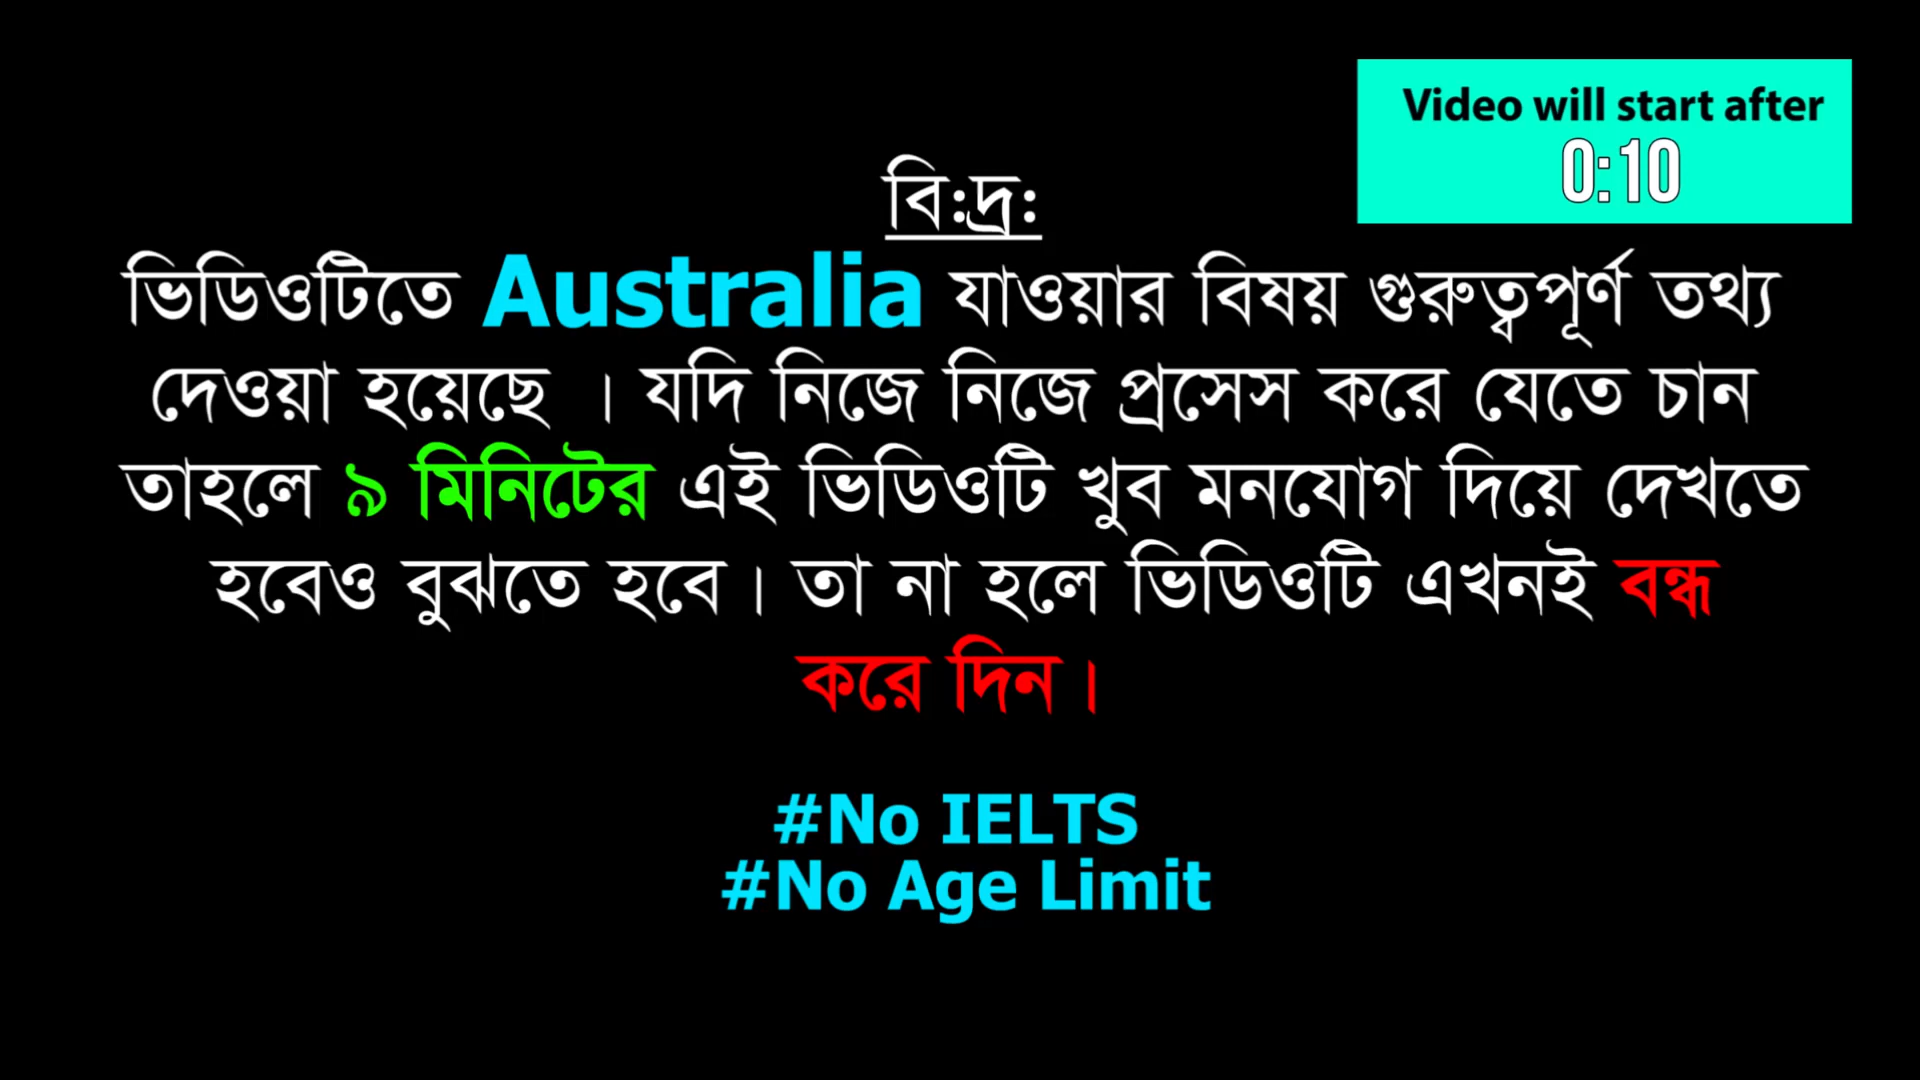 Video will start after
0:10
বিঃদ্রঃ
ভিডিওটিতে Australia যাওয়ার বিষয় গুরুত্বপূর্ণ তথ্য
দেওয়া হয়েছে । যদি নিজে নিজে প্রসেস করে যেতে চান
তাহলে ৯ মিনিটের এই ভিডিওটি খুব মনযোগ দিয়ে দেখতে
হবেও বুঝতে হবে। তা না হলে ভিডিওটি এখনই বন্ধ
করে দিন।
#No IELTS
#No Age Limit